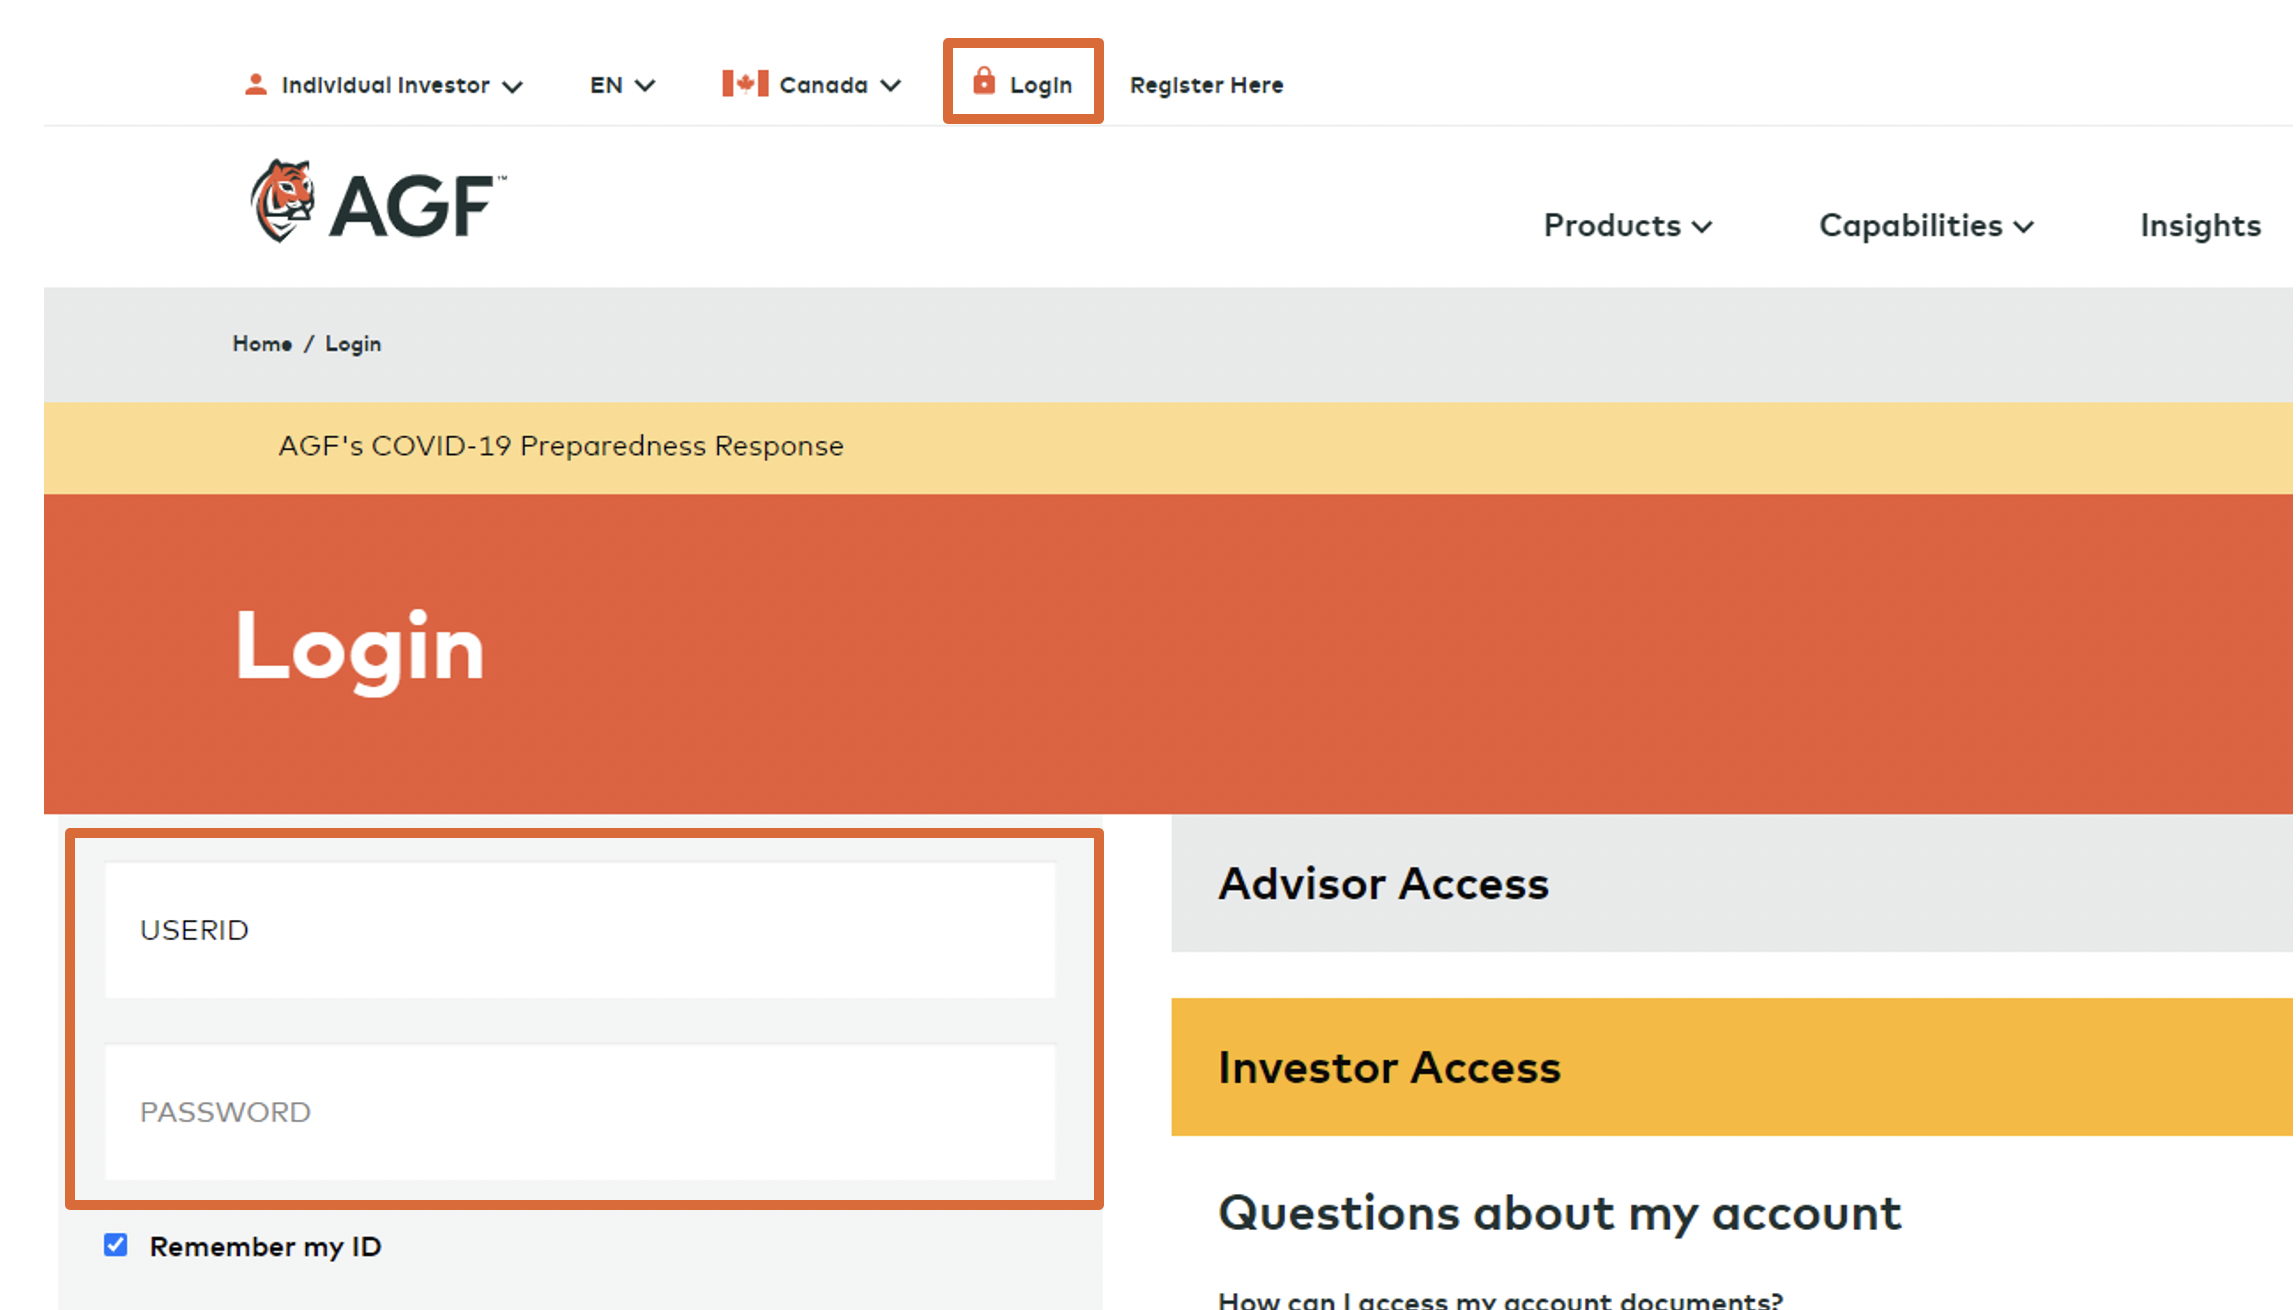 Individual Investor EN Canada Login Register Here
AGF™
Products Capabilities Insights
Home / Login
AGF's COVID-19 Preparedness Response
Login
USERID
PASSWORD
Remember my ID
Advisor Access
Investor Access
Questions about my account
How can I access my account documents?